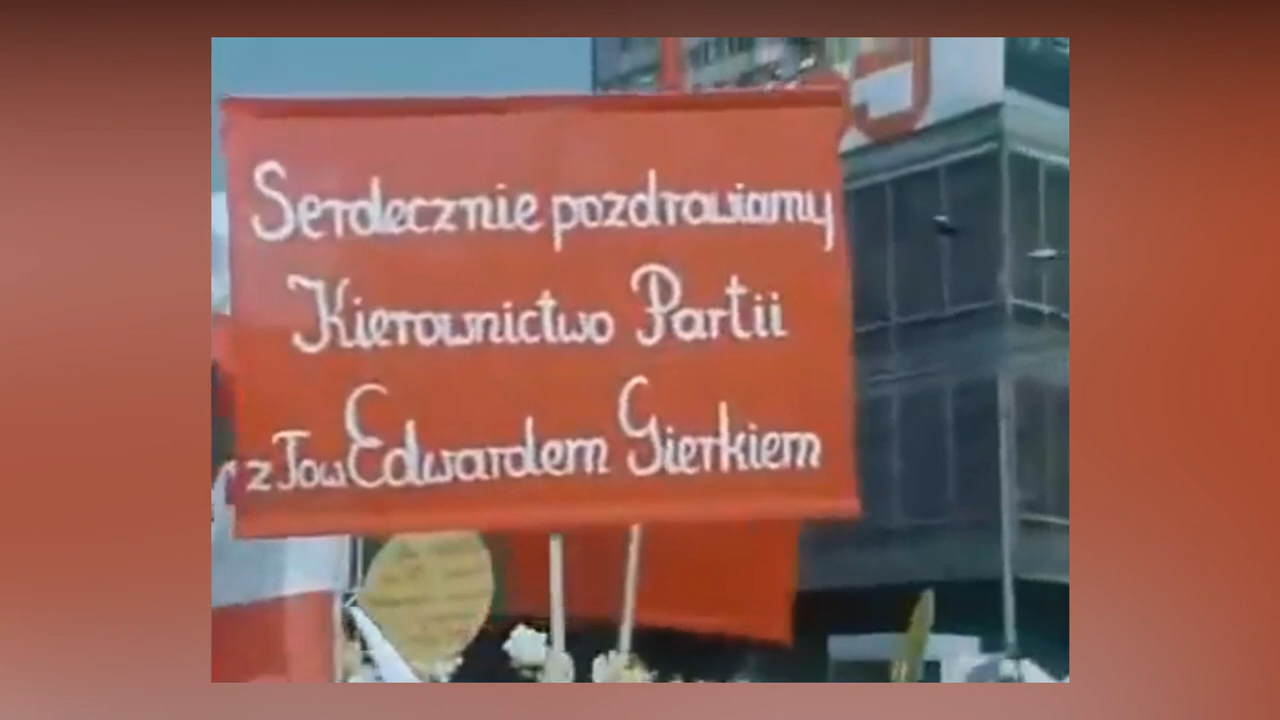 Serdecznie pozdrawiamy
Kierownictwo Partii
z Tow Edwardem Gierkiem